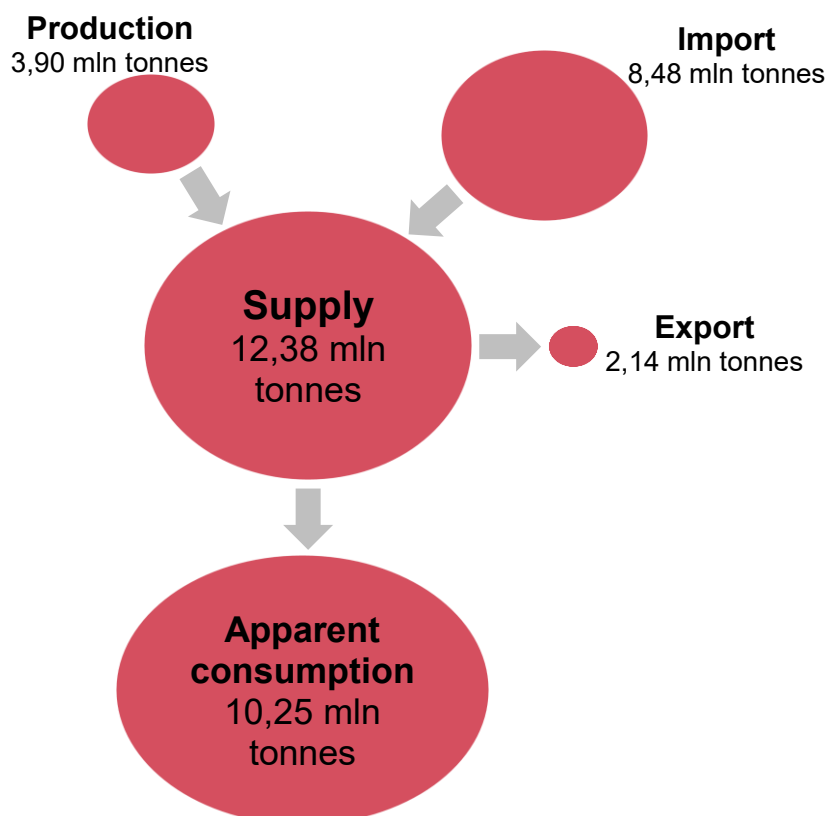 Production
3,90 mln tonnes
Import
8,48 mln tonnes
Supply
12,38 mln
tonnes
Export
2,14 mln tonnes
Apparent
consumption
10,25 mln
tonnes